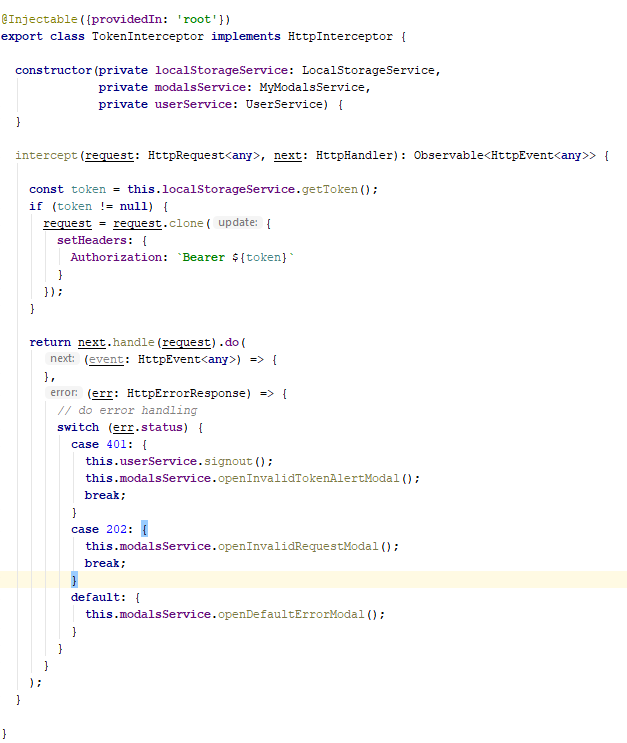 @Injectable({providedIn: 'root'})
export class TokenInterceptor implements HttpInterceptor {
constructor(private localStorageService: LocalStorageService,
private modalsService: MyModalsService,
private userService: UserService) {
}
intercept(request: HttpRequest<any>, next: HttpHandler): Observable<HttpEvent<any>> {
const token = this.localStorageService.getToken();
if (token != null) {
request = request.clone( update: {
setHeaders: {
Authorization: `Bearer ${token}`
}
});
}
return next.handle(request).do(
next: (event: HttpEvent<any>) => {
},
error: (err: HttpErrorResponse) => {
// do error handling
switch (err.status) {
case 401: {
this.userService.signout();
this.modalsService.openInvalidTokenAlertModal();
break;
}
case 202: {
this.modalsService.openInvalidRequestModal();
break;
}
default: {
this.modalsService.openDefaultErrorModal();
}
}
}
);
}
}